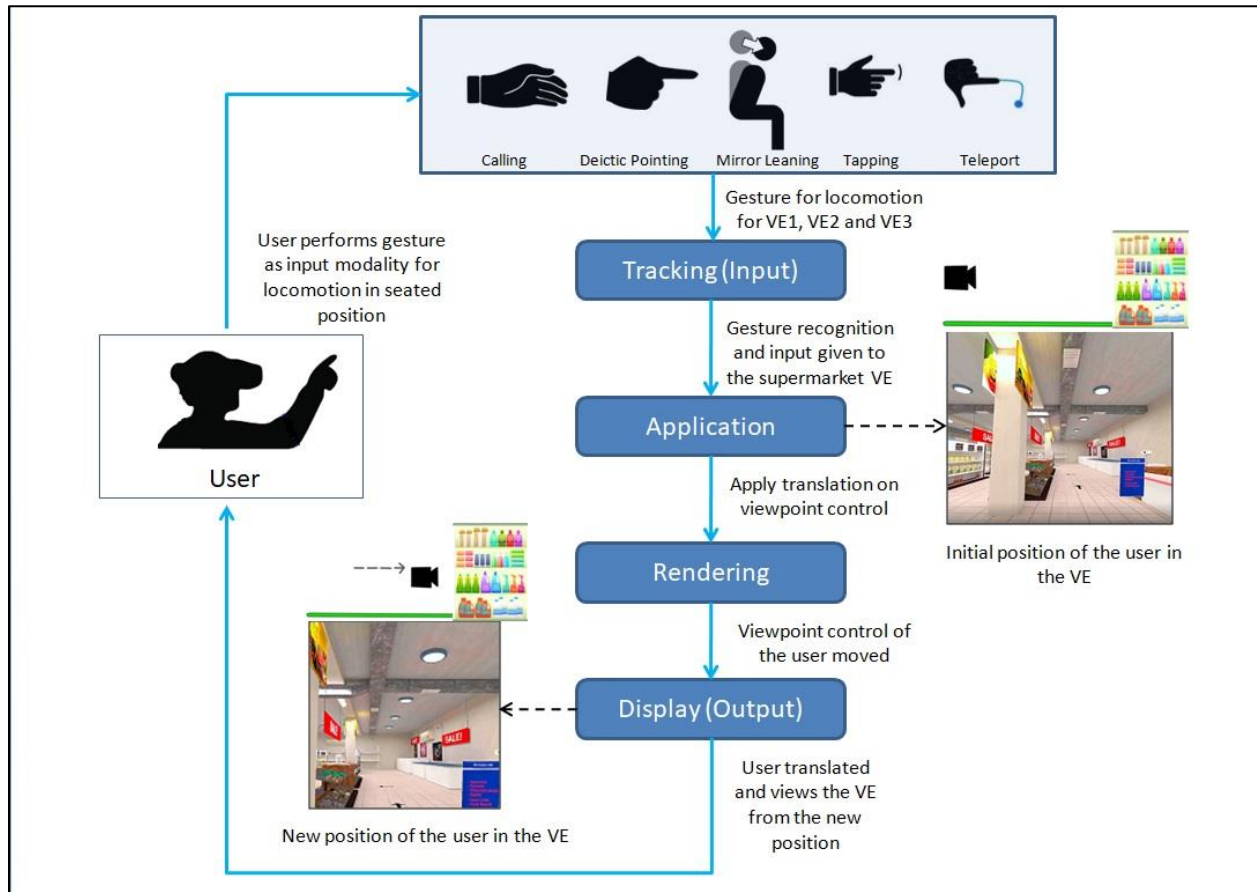 Calling
Deictic Pointing
Mirror Leaning
Tapping
Teleport
Gesture for locomotion
for VE1, VE2 and VE3
User performs gesture
as input modality for
locomotion in seated
position
Tracking (Input)
Gesture recognition
and input given to
the supermarket VE
User
Application
SALE!
Initial position of the user in
the VE
Apply translation on
viewpoint control
Rendering
Viewpoint control of
the user moved
Display (Output)
SALE!
New position of the user in the VE
User translated
and views the VE
from the new
position